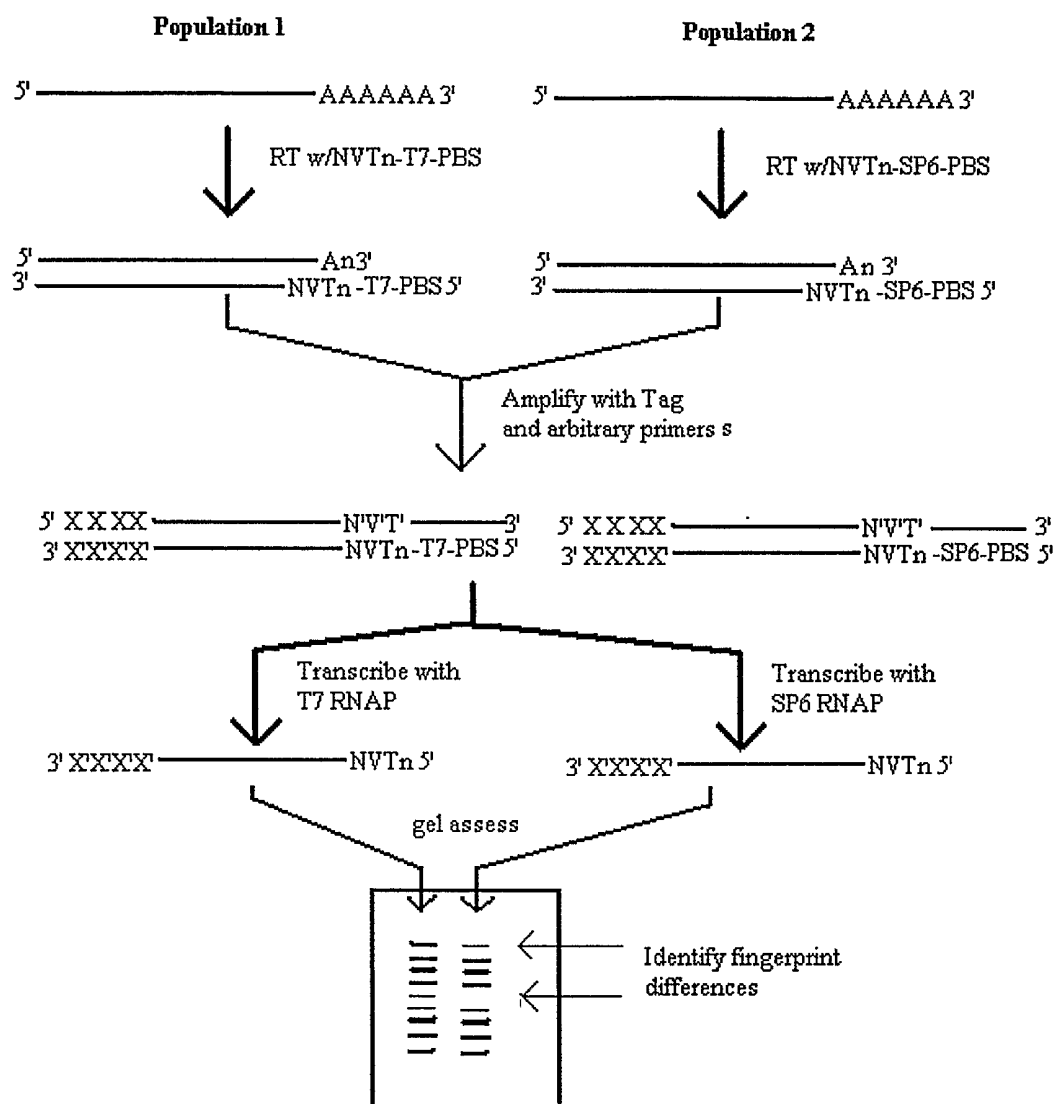 Population 1
Population 2
5' AAAAAA 3'
5' AAAAAA 3'
RT w/NVTn-T7-PBS
RT w/NVTn-SP6-PBS
5' An 3'
3' NVTn -T7-PBS 5'
5' An 3'
3' NVTn -SP6-PBS 5'
Amplify with Tag
and arbitrary primers s
5' X X X X N'V'T' 3'
3' X'X'X'X' NVTn-T7-PBS 5'
5' X X X X N'V'T' 3'
3' X'X'X'X' NVTn -SP6-PBS 5'
Transcribe with
T7 RNAP
Transcribe with
SP6 RNAP
3' X'X'X'X' NVTn 5'
3' X'X'X'X' NVTn 5'
gel assess
Identify fingerprint
differences